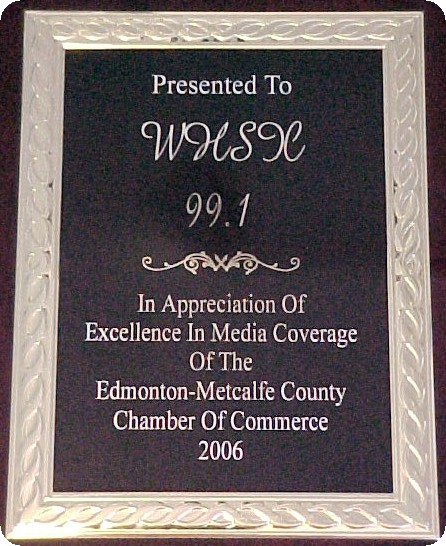 Presented To
WHSX
99.1
In Appreciation Of
Excellence In Media Coverage
Of The
Edmonton-Metcalfe County
Chamber Of Commerce
2006